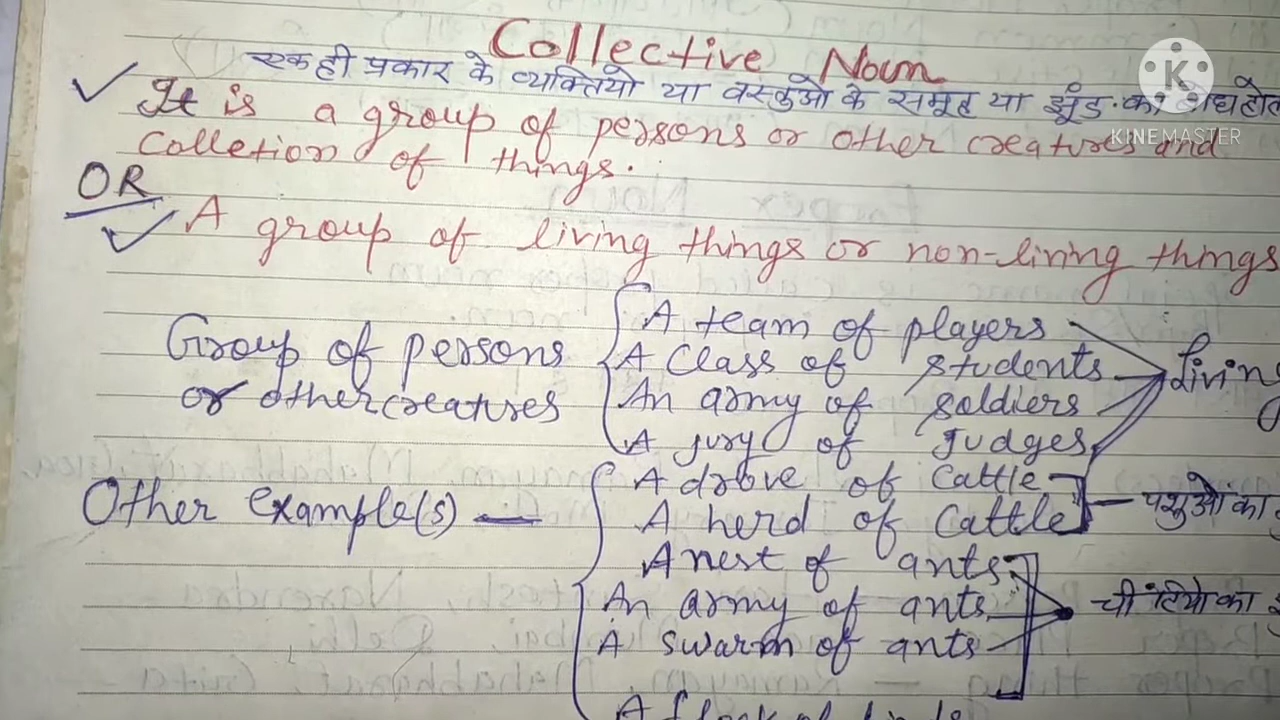 Collective Noun
एक ही प्रकार के व्यक्तियो या वस्तुओ के समूह या झुंड का
It is a group of persons or other creatures and
Colletion of things.
OR
A group of living things or non-living things
Group of persons
or other creatures
A team of players
A Class of students
An army of soldiers
A jury of Judges
Living
Other example(s) —
A drove of Cattle
A herd of Cattle
पशुओ का
A nest of ants
An army of ants
A swarm of ants
चीटियो का
K
KINEMASTER